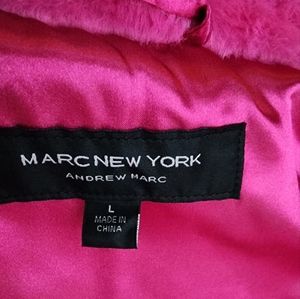 MARC NEW YORK
ANDREW MARC
L
MADE IN
CHINA